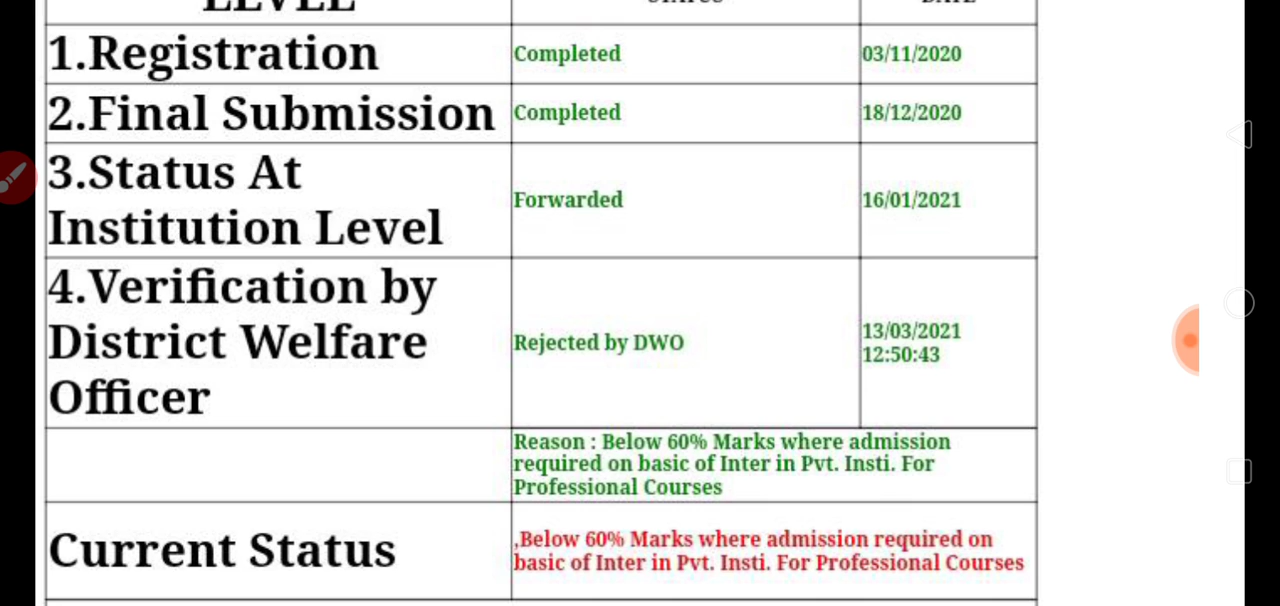 LEVEL STATUS DATE
1.Registration Completed 03/11/2020
2.Final Submission Completed 18/12/2020
3.Status At
Institution Level
Forwarded 16/01/2021
4.Verification by
District Welfare
Officer
Rejected by DWO
13/03/2021
12:50:43
Reason : Below 60% Marks where admission
required on basic of Inter in Pvt. Insti. For
Professional Courses
Current Status
,Below 60% Marks where admission required on
basic of Inter in Pvt. Insti. For Professional Courses